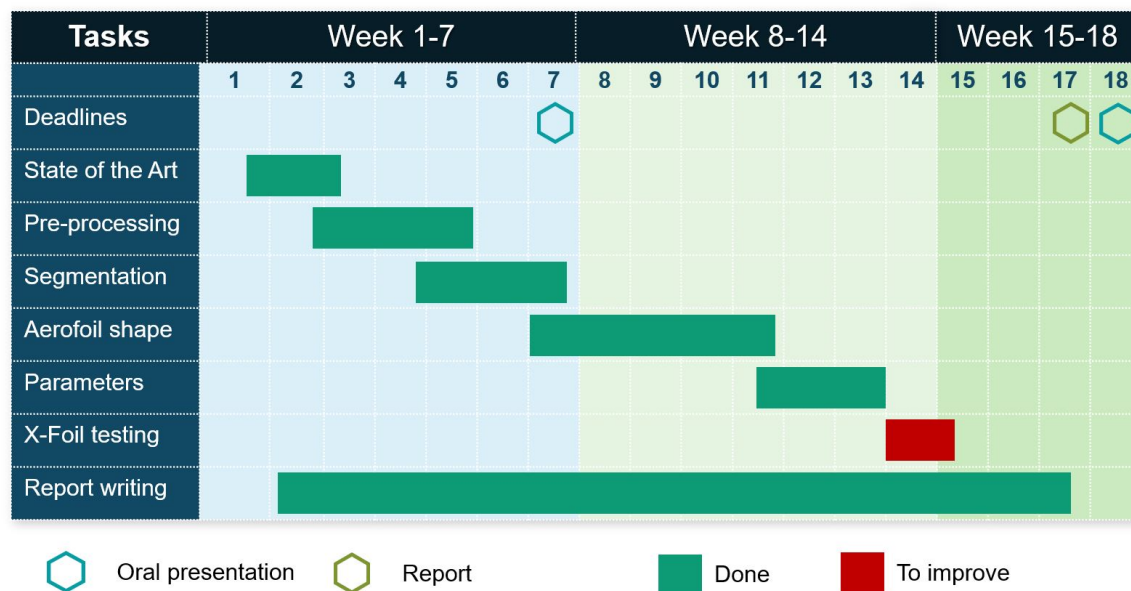 Tasks Week 1-7 Week 8-14 Week 15-18
1 2 3 4 5 6 7 8 9 10 11 12 13 14 15 16 17 18
Deadlines
State of the Art
Pre-processing
Segmentation
Aerofoil shape
Parameters
X-Foil testing
Report writing
Oral presentation Report Done To improve